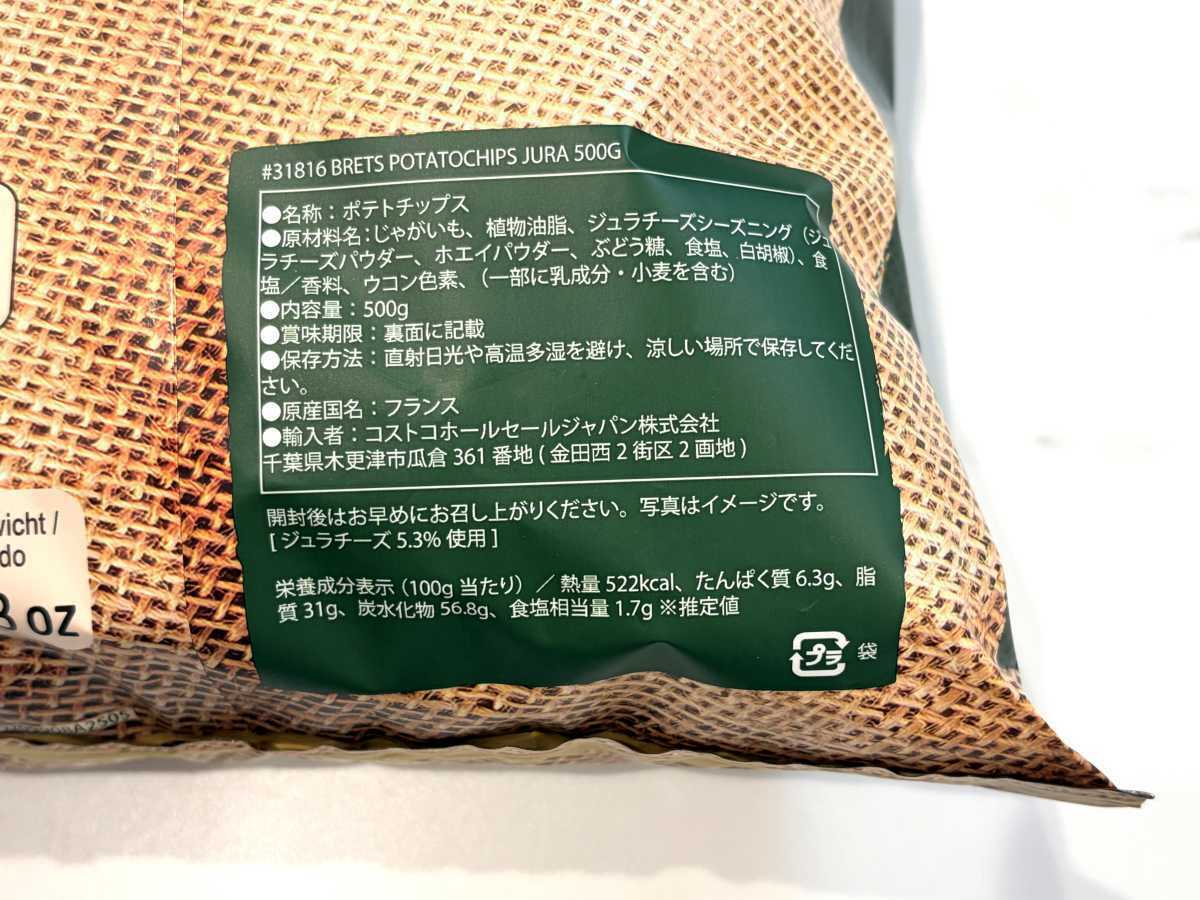 #31816 BRETS POTATOCHIPS JURA 500G
●名称：ポテトチップス
●原材料名：じゃがいも、植物油脂、ジュラチーズシーズニング（ジュ
ラチーズパウダー、ホエイパウダー、ぶどう糖、食塩、白胡椒）、食
塩／香料、ウコン色素、（一部に乳成分・小麦を含む）
●内容量：500g
●賞味期限：裏面に記載
●保存方法：直射日光や高温多湿を避け、涼しい場所で保存してくだ
さい。
●原産国名：フランス
●輸入者：コストコホールセールジャパン株式会社
千葉県木更津市瓜倉 361 番地 ( 金田西 2 街区 2 画地 )
開封後はお早めにお召し上がりください。写真はイメージです。
[ ジュラチーズ 5.3% 使用 ]
栄養成分表示（100g 当たり）／ 熱量 522kcal、たんぱく質 6.3g、脂
質 31g、炭水化物 56.8g、食塩相当量 1.7g ※推定値
プラ 袋
wicht /
do
8 oz